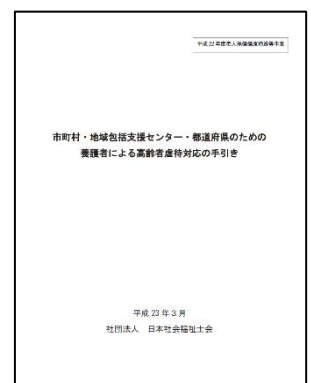 平成22年度老人保健健康増進等事業
市町村・地域包括支援センター・都道府県のための
養護者による高齢者虐待対応の手引き
平成 23 年 3 月
社団法人 日本社会福祉士会